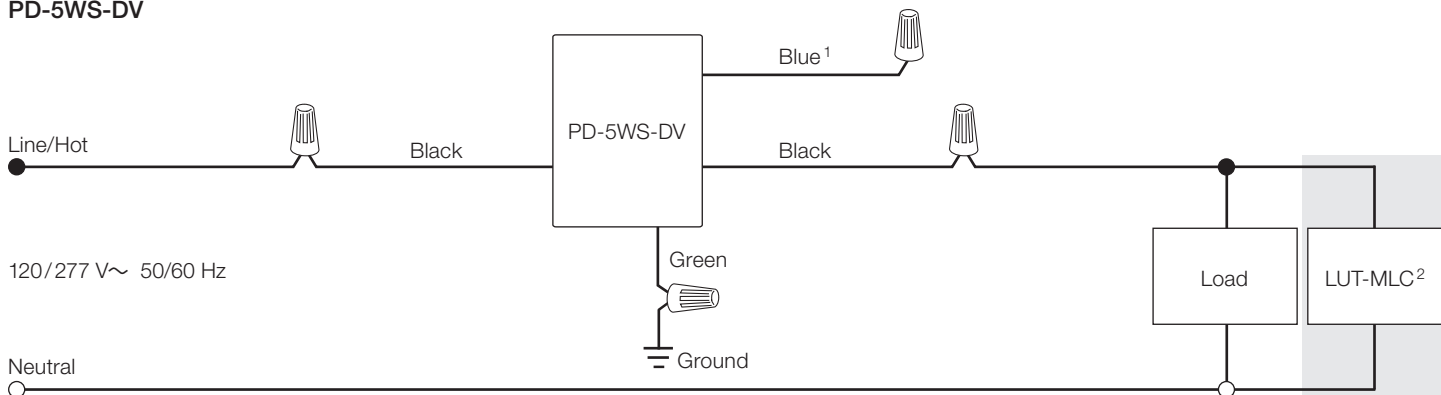 PD-5WS-DV
Blue 1
PD-5WS-DV
Line/Hot
Black
Black
120/277 V~ 50/60 Hz
Green
Load
LUT-MLC 2
Neutral
Ground